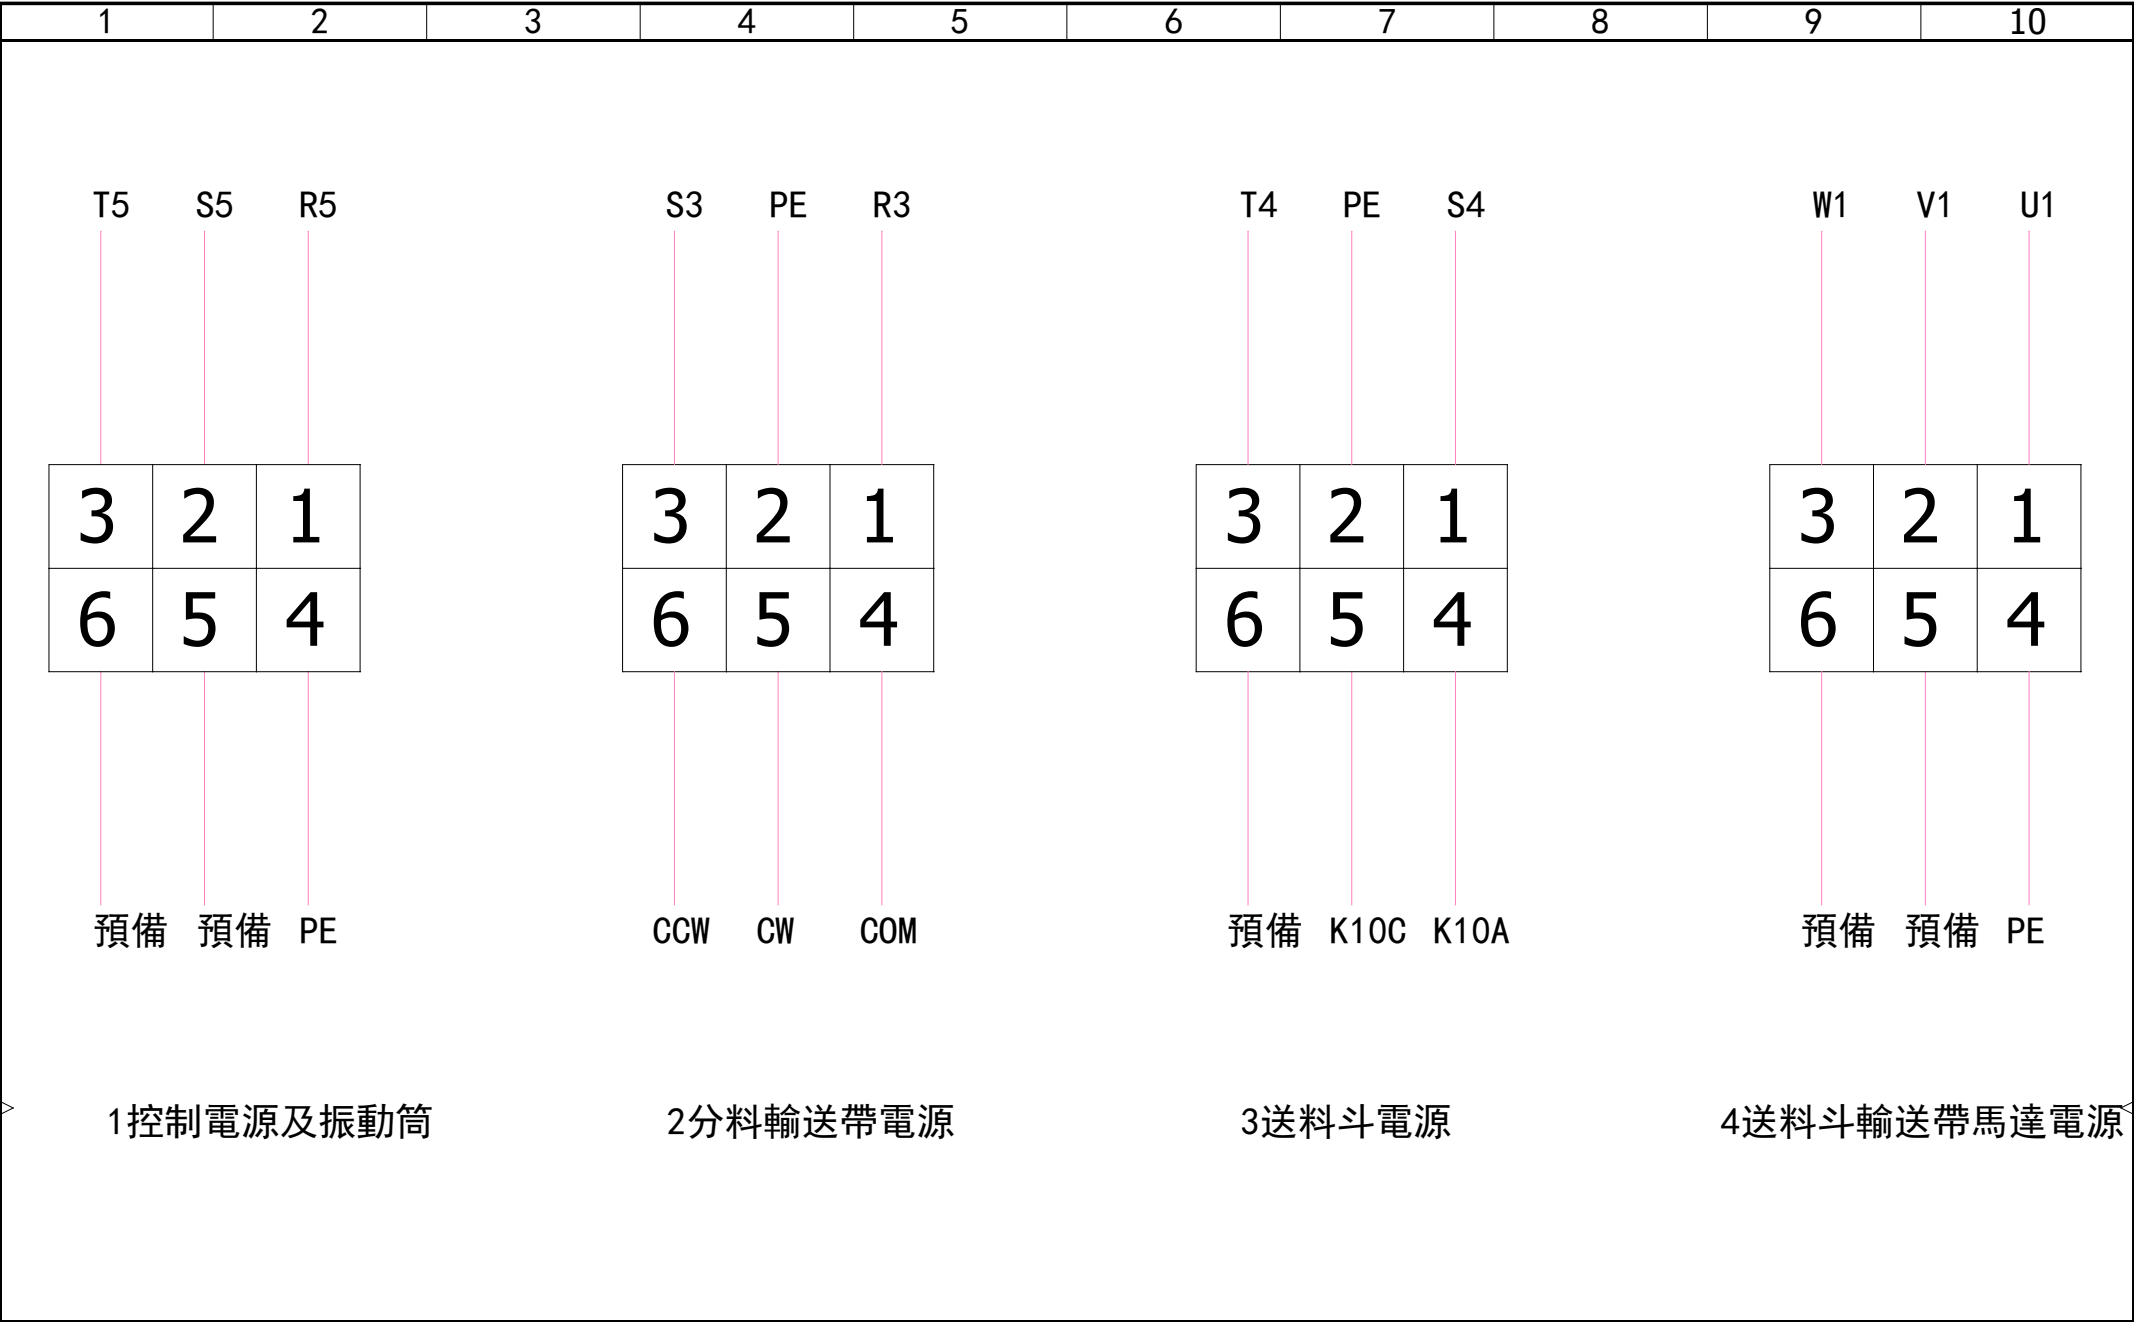 1 2 3 4 5 6 7 8 9 10
T5 S5 R5 S3 PE R3 T4 PE S4 W1 V1 U1
3 2 1 3 2 1 3 2 1 3 2 1
6 5 4 6 5 4 6 5 4 6 5 4
預備 預備 PE CCW CW COM 預備 K10C K10A 預備 預備 PE
1控制電源及振動筒 2分料輸送帶電源 3送料斗電源 4送料斗輸送帶馬達電源